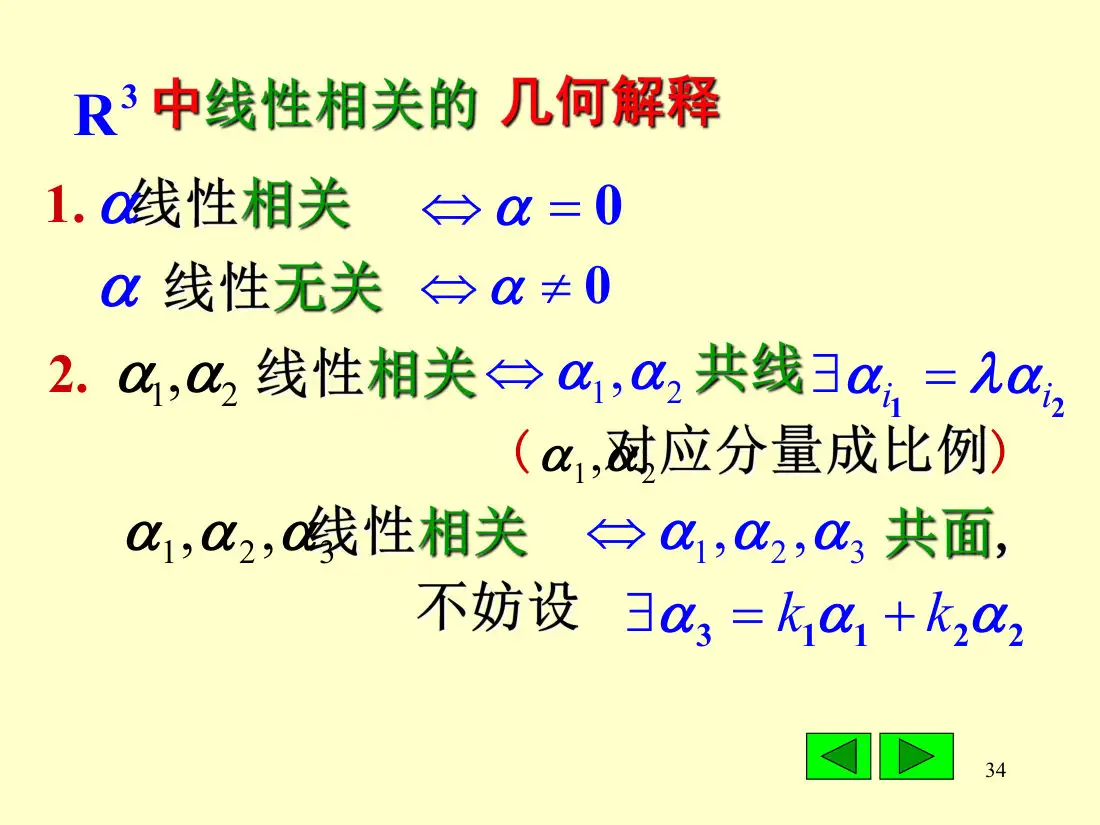 R³ 中线性相关的 几何解释
1. α线性相关 ⇔ α = 0
α 线性无关 ⇔ α ≠ 0
2. α₁,α₂ 线性相关 ⇔ α₁,α₂ 共线 ∃αᵢ₁ = λαᵢ₂
(α₁,α₂对应分量成比例)
α₁,α₂,α₃线性相关 ⇔ α₁,α₂,α₃ 共面,
不妨设 ∃α₃ = k₁α₁ + k₂α₂
34